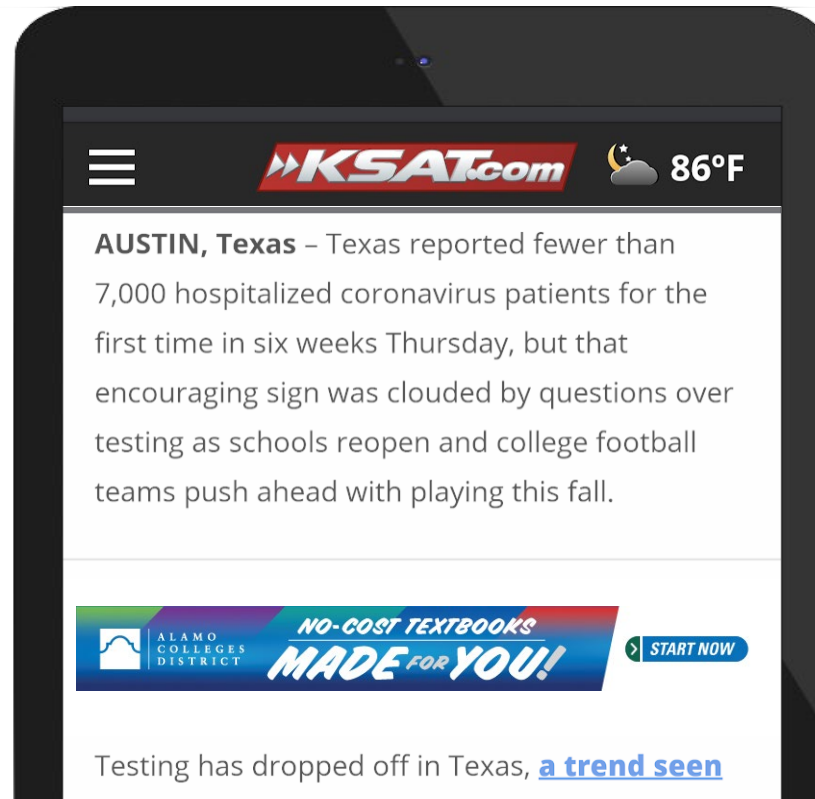 KSAT.com 86°F
AUSTIN, Texas – Texas reported fewer than
7,000 hospitalized coronavirus patients for the
first time in six weeks Thursday, but that
encouraging sign was clouded by questions over
testing as schools reopen and college football
teams push ahead with playing this fall.
ALAMO
COLLEGES
DISTRICT
NO-COST TEXTBOOKS
MADE FOR YOU!
START NOW
Testing has dropped off in Texas, a trend seen